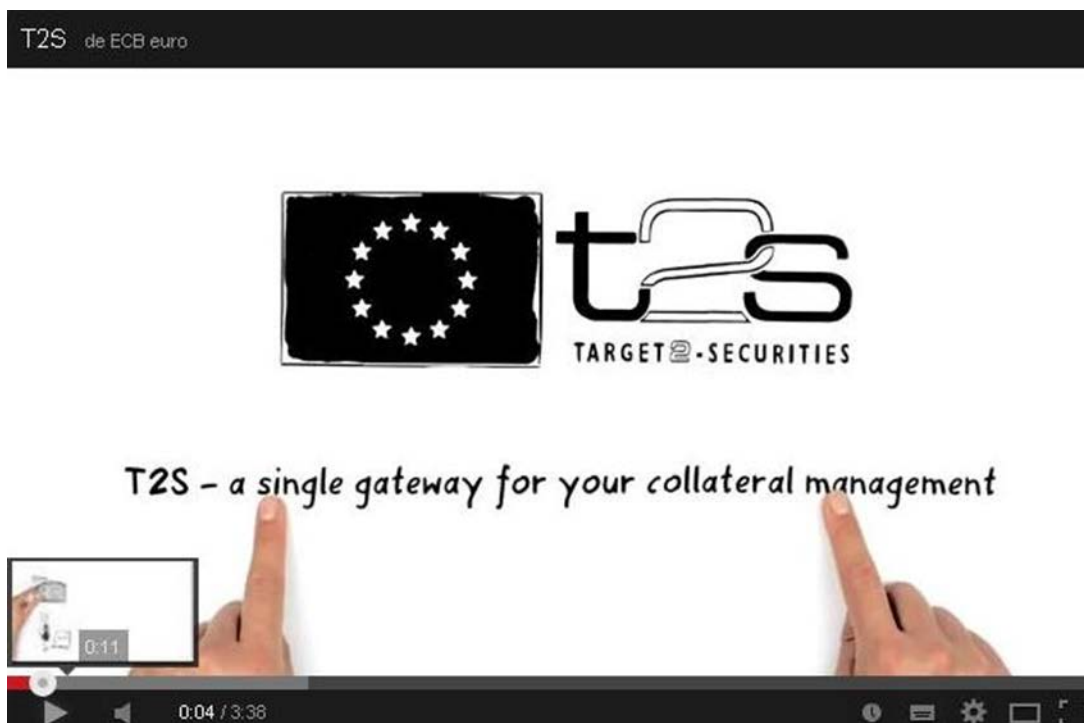 T2S de ECB euro
t2s
TARGET2-SECURITIES
T2S – a single gateway for your collateral management
0:11
0:04 / 3:38